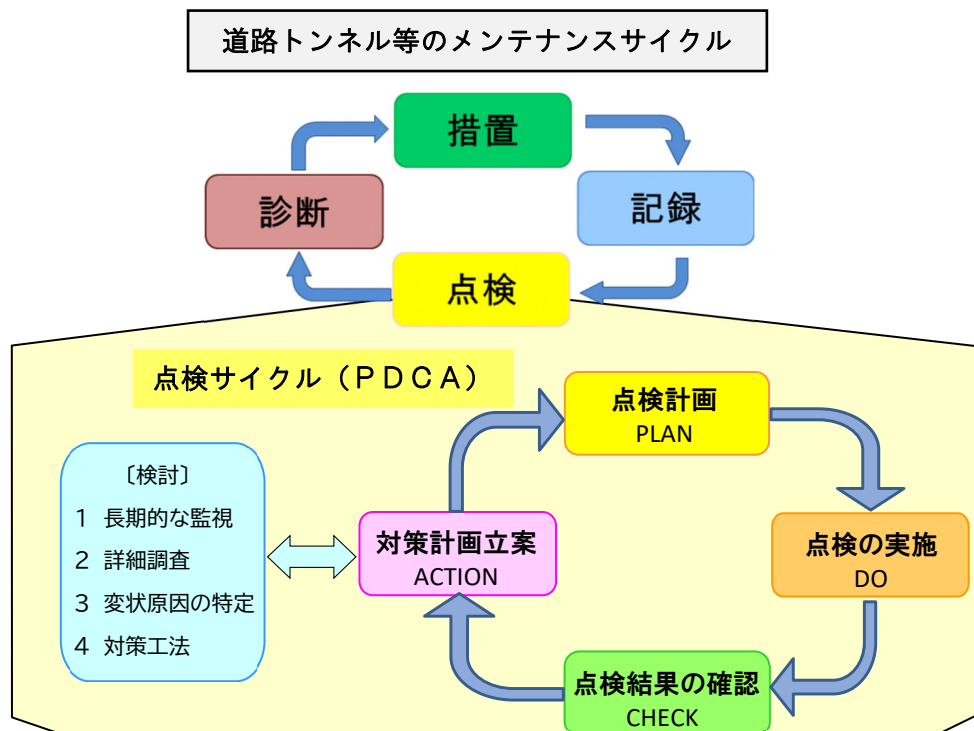 道路トンネル等のメンテナンスサイクル
措置
診断
記録
点検
点検サイクル（ＰＤＣＡ）
点検計画
PLAN
〔検討〕
1 長期的な監視
2 詳細調査
3 変状原因の特定
4 対策工法
対策計画立案
ACTION
点検の実施
DO
点検結果の確認
CHECK